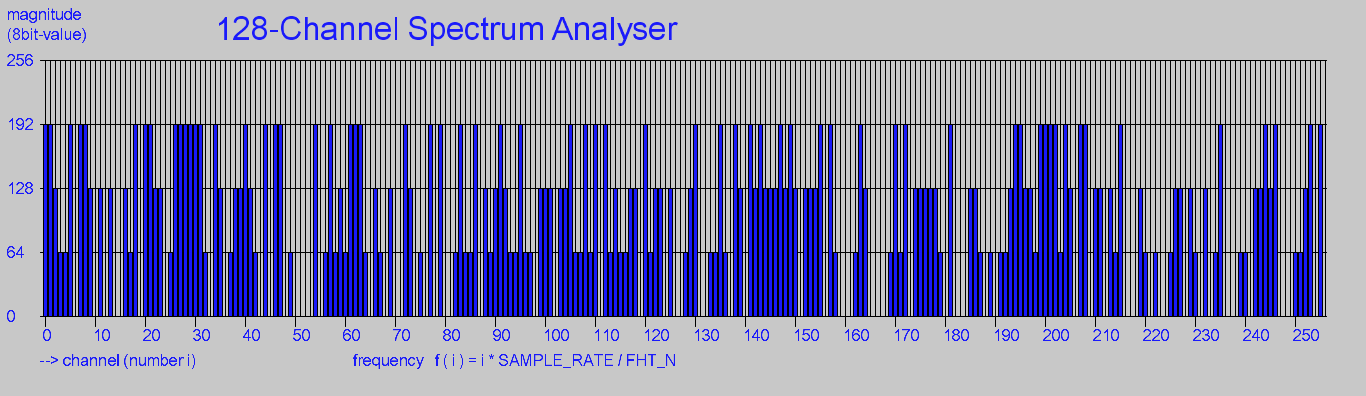 magnitude
(8bit-value)
128-Channel Spectrum Analyser
256
192
128
64
0
0 10 20 30 40 50 60 70 80 90 100 110 120 130 140 150 160 170 180 190 200 210 220 230 240 250
--> channel (number i) frequency f ( i ) = i * SAMPLE_RATE / FHT_N